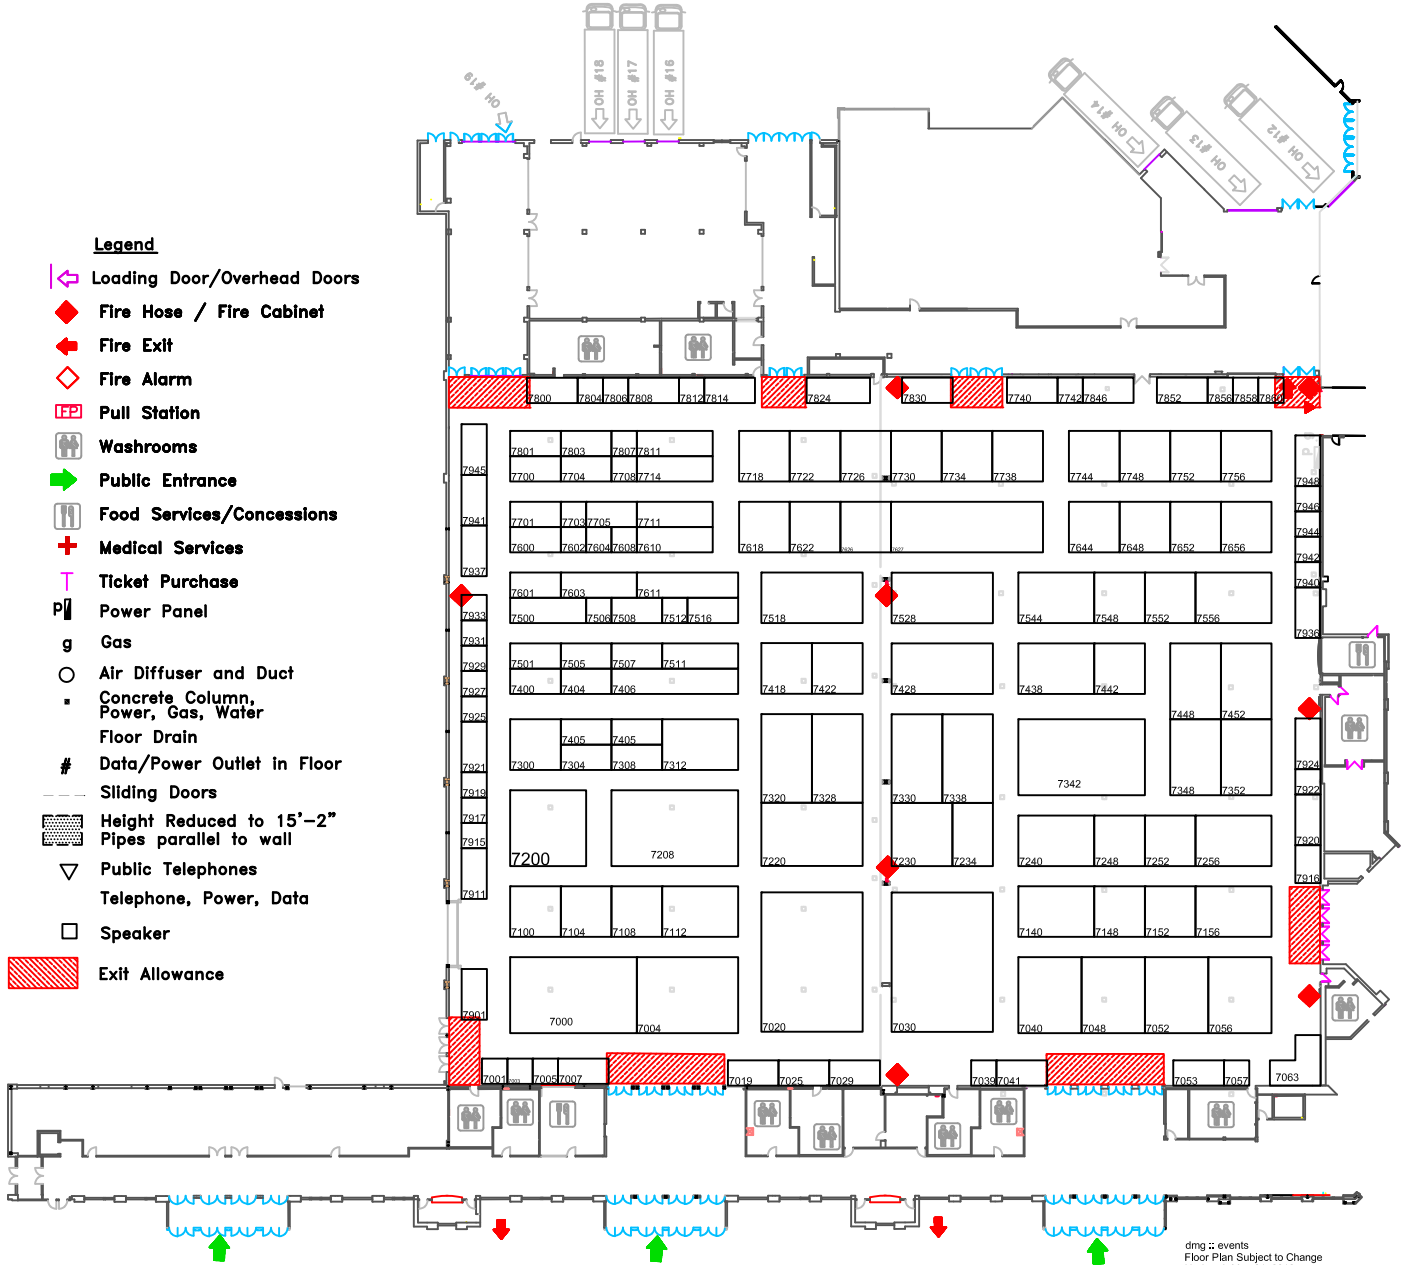 OH #19
OH #18
OH #17
OH #16
OH #14
OH #13
OH #12
Legend
Loading Door/Overhead Doors
Fire Hose / Fire Cabinet
Fire Exit
Fire Alarm
FP Pull Station
Washrooms
Public Entrance
Food Services/Concessions
Medical Services
Ticket Purchase
P Power Panel
g Gas
Air Diffuser and Duct
Concrete Column,
Power, Gas, Water
Floor Drain
# Data/Power Outlet in Floor
Sliding Doors
Height Reduced to 15'-2"
Pipes parallel to wall
Public Telephones
Telephone, Power, Data
Speaker
Exit Allowance
7800 7804 7806 7808 7812 7814 7824 7830 7740 7742 7846 7852 7856 7858 7860
7801 7803 7807 7811
7945 7700 7704 7708 7714 7718 7722 7726 7730 7734 7738 7744 7748 7752 7756 7948
7946
7941 7701 7703 7705 7711
7944
7600 7602 7604 7608 7610 7618 7622 7626 7627 7644 7648 7652 7656
7942
7937
7940
7601 7603 7611
7933 7500 7506 7508 7512 7516 7518 7528 7544 7548 7552 7556
7936
7931
7929 7501 7505 7507 7511
7927 7400 7404 7406 7418 7422 7428 7438 7442
7925
7448 7452
7405 7405
7921 7300 7304 7308 7312
7924
7342
7919 7320 7328 7330 7338 7348 7352
7922
7917
7915
7920
7200 7208 7220 7230 7234 7240 7248 7252 7256
7916
7911
7100 7104 7108 7112 7140 7148 7152 7156
7901 7000 7004 7020 7030 7040 7048 7052 7056
7001 7003 7005 7007 7019 7025 7029 7039 7041 7053 7057 7063
dmg :: events
Floor Plan Subject to Change